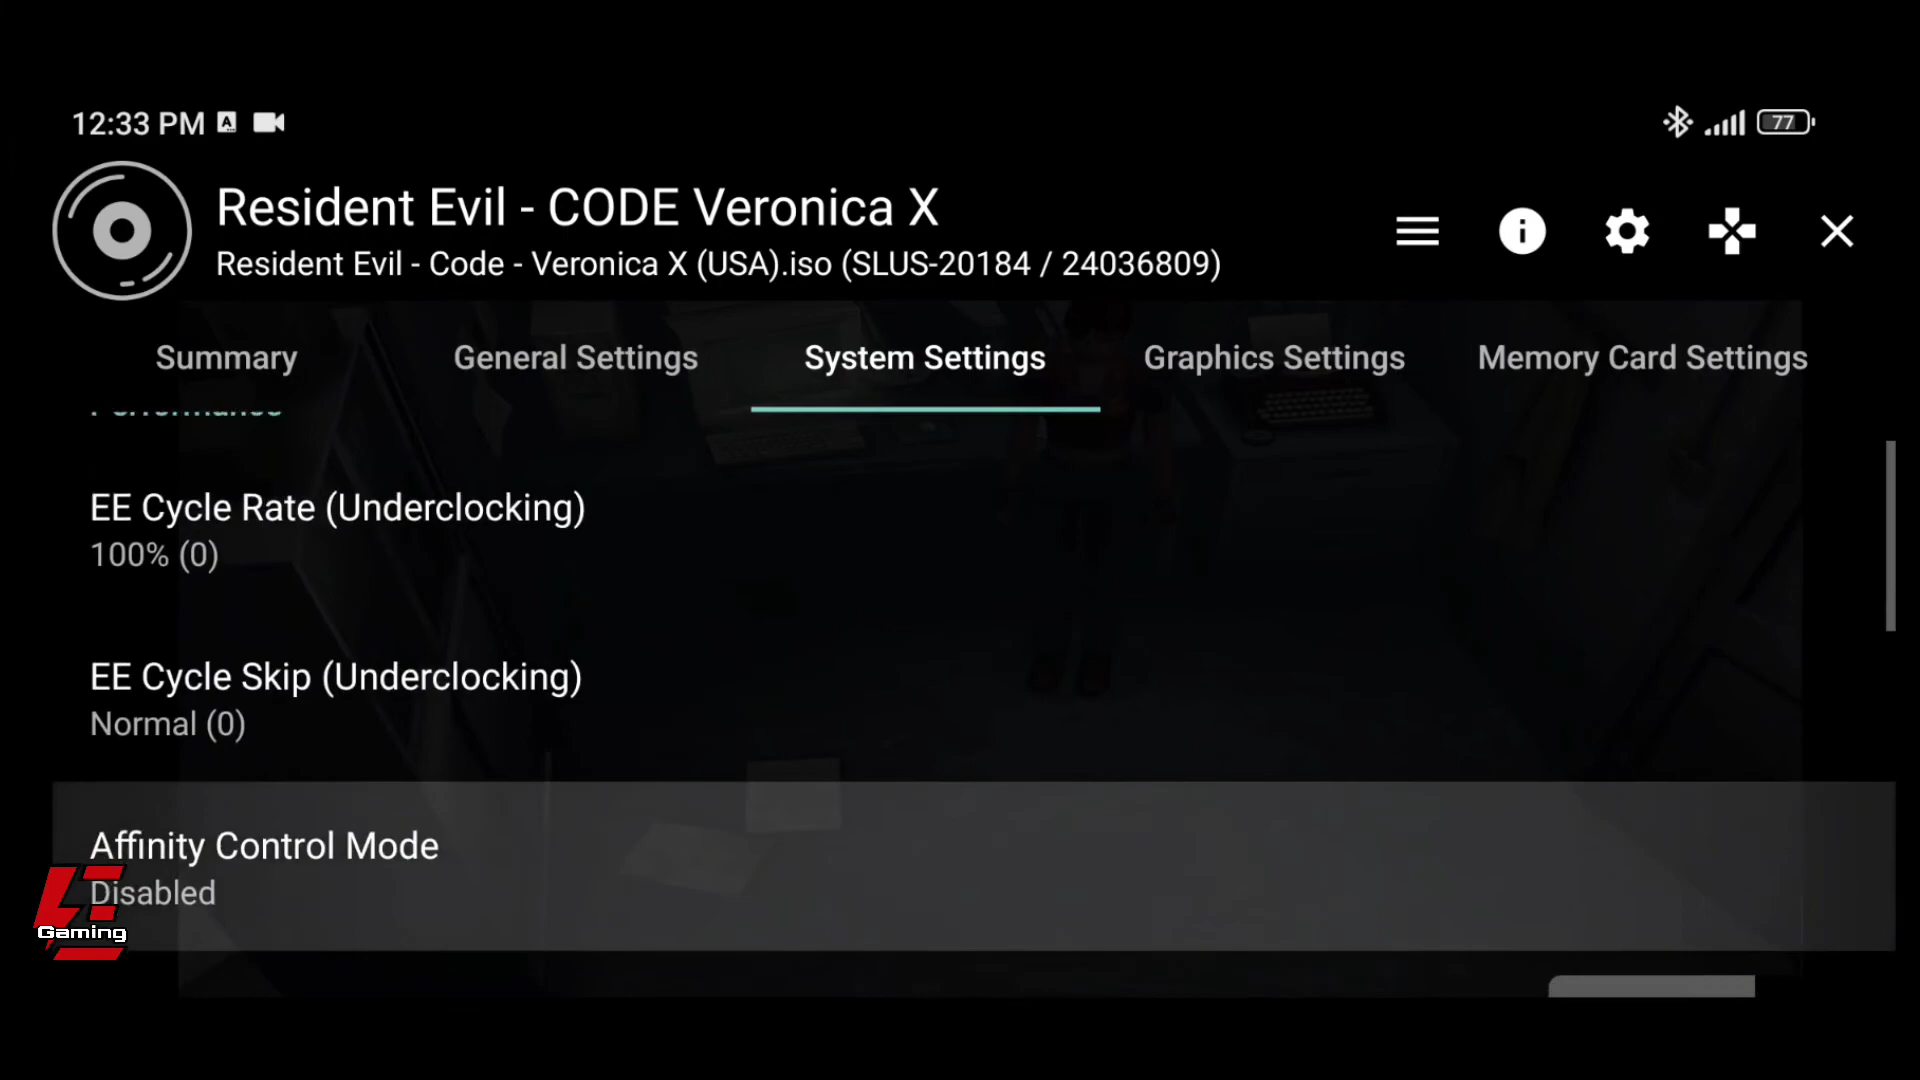 12:33 PM A
77
Resident Evil - CODE Veronica X
Resident Evil - Code - Veronica X (USA).iso (SLUS-20184 / 24036809)
Summary
General Settings
System Settings
Graphics Settings
Memory Card Settings
Performance
EE Cycle Rate (Underclocking)
100% (0)
EE Cycle Skip (Underclocking)
Normal (0)
Affinity Control Mode
Disabled
Gaming